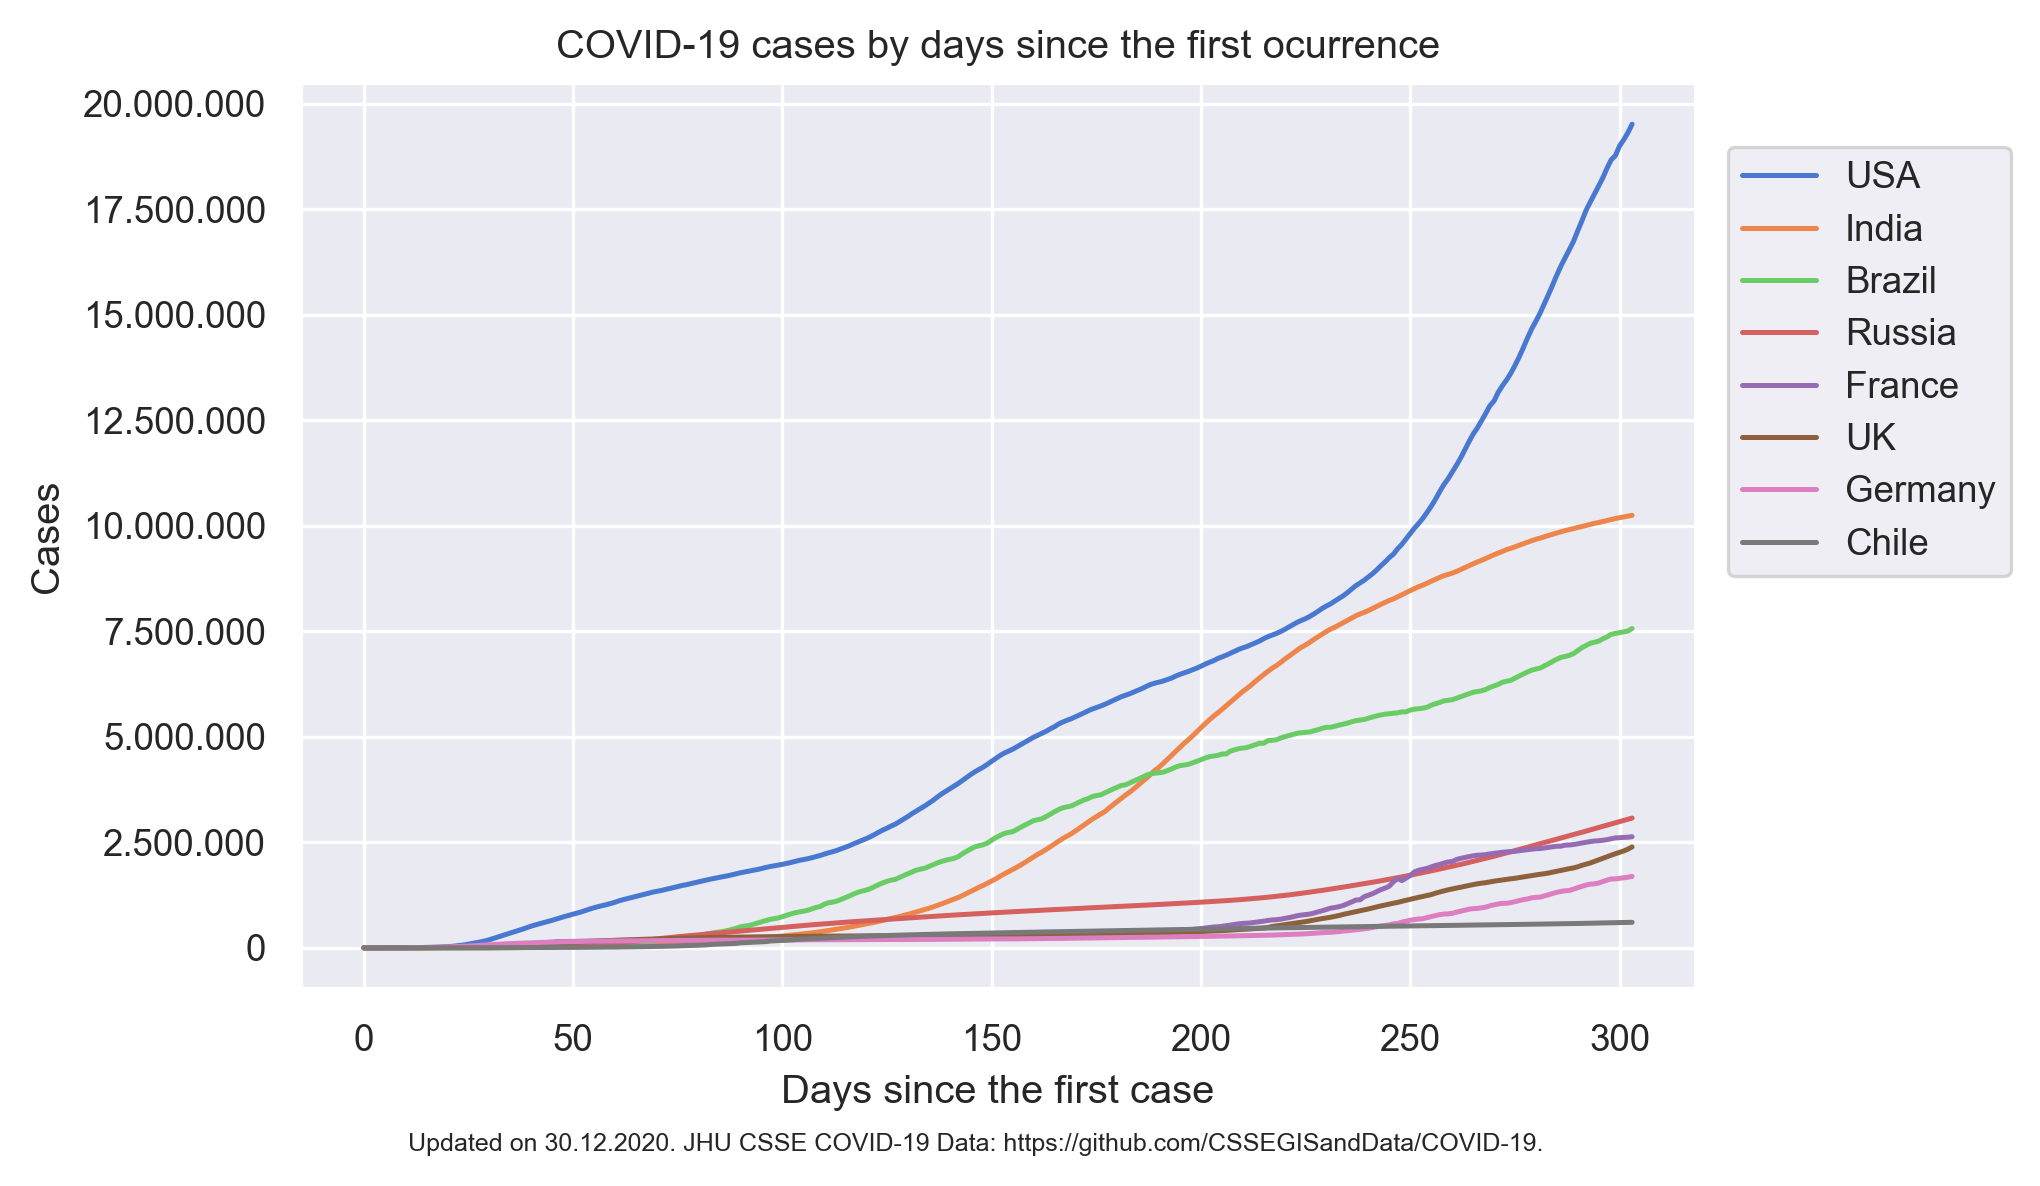 COVID-19 cases by days since the first ocurrence
20.000.000
17.500.000
15.000.000
12.500.000
10.000.000
7.500.000
5.000.000
2.500.000
0
Cases
0 50 100 150 200 250 300
Days since the first case
USA
India
Brazil
Russia
France
UK
Germany
Chile
Updated on 30.12.2020. JHU CSSE COVID-19 Data: https://github.com/CSSEGISandData/COVID-19.